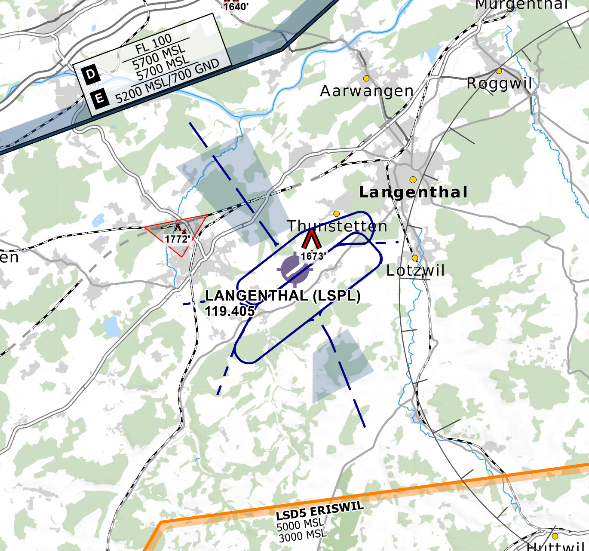 1640'
Murgenthal
FL 100
5700 MSL
D
5700 MSL
E
5200 MSL/700 GND
Aarwangen
Roggwil
Langenthal
Thunstetten
1772'
1673'
en
Lotzwil
LANGENTHAL (LSPL)
119.405
LSD5 ERISWIL
5000 MSL
3000 MSL
Huttwil